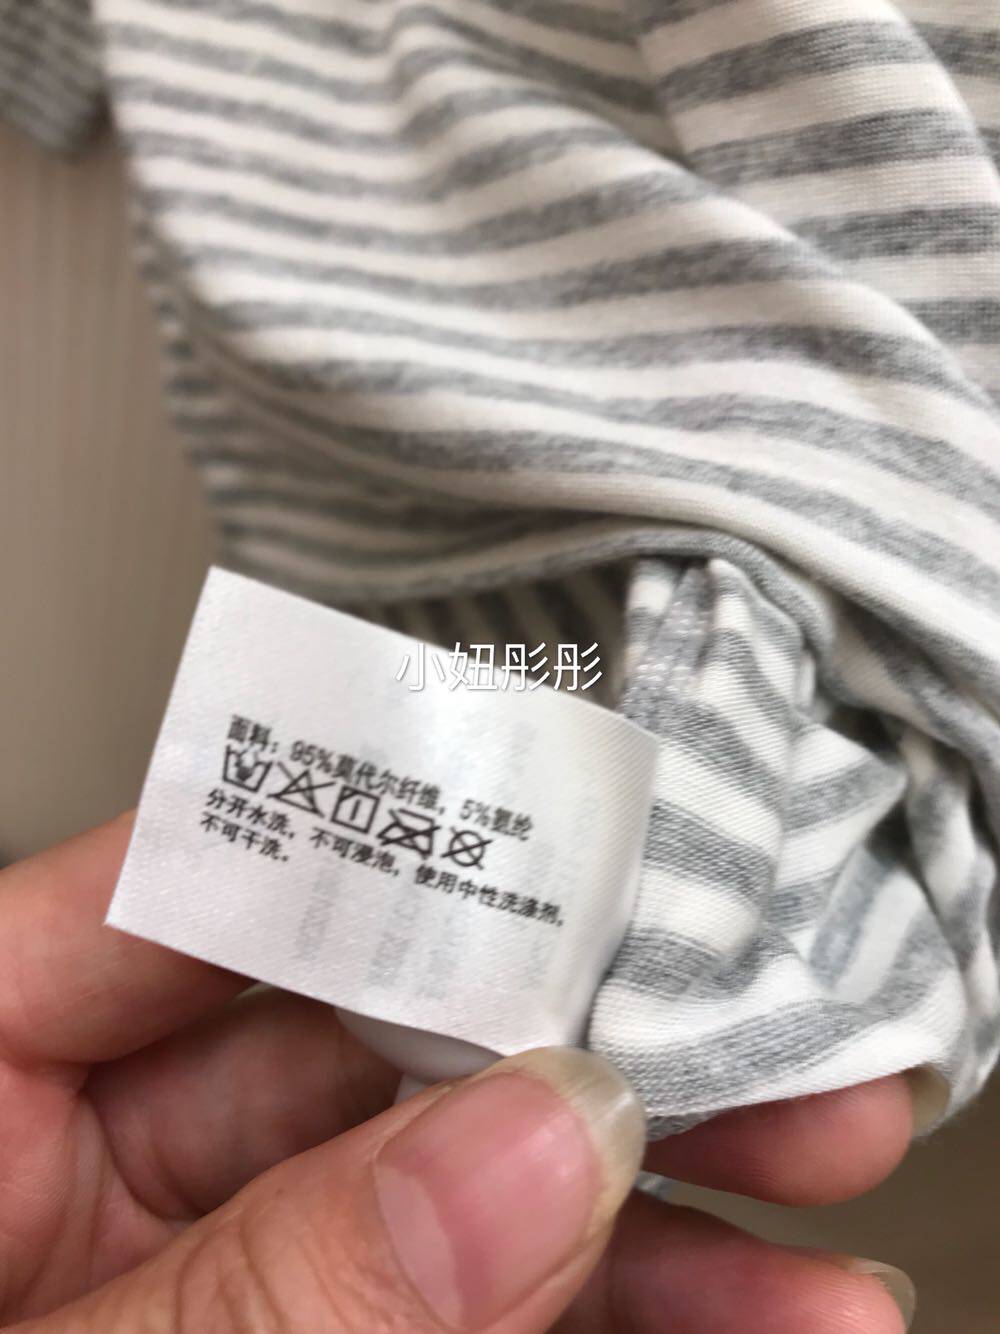 小妞彤彤
面料：95%莫代尔纤维，5%氨纶
分开水洗，不可浸泡，使用中性洗涤剂，
不可干洗。